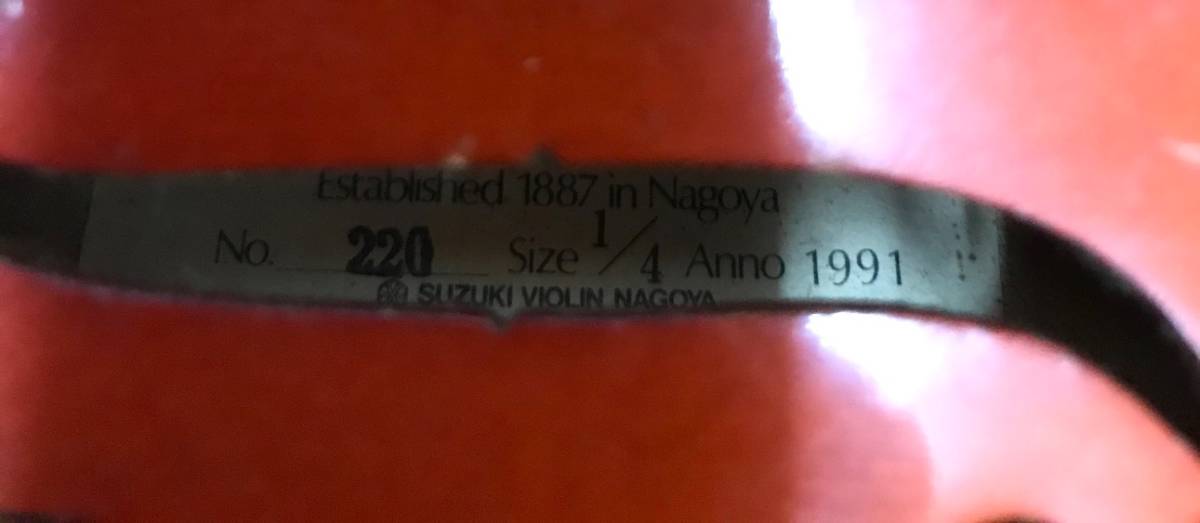 Established 1887 in Nagoya
No. 220 Size 1/4 Anno 1991
SUZUKI VIOLIN NAGOYA